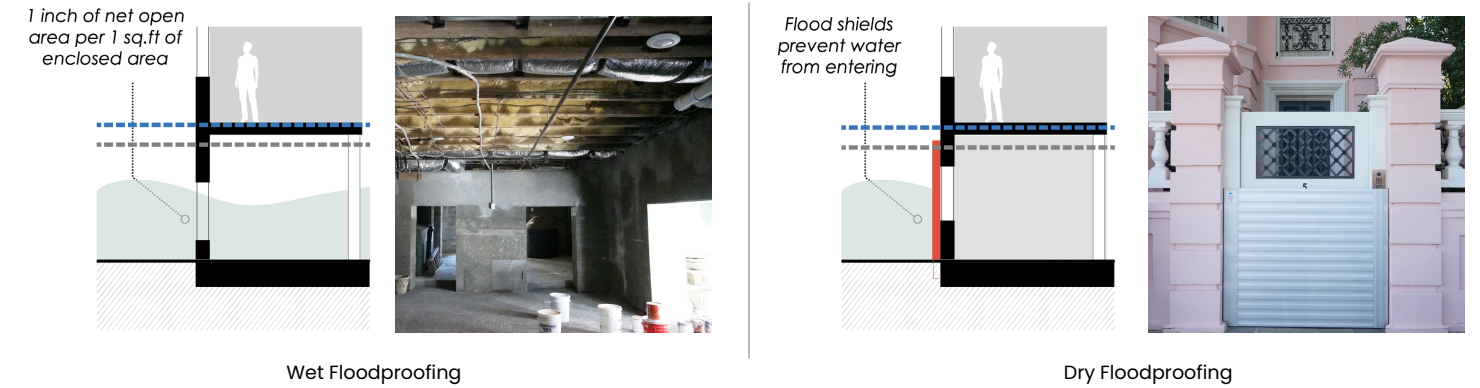 1 inch of net open
area per 1 sq.ft of
enclosed area
Flood shields
prevent water
from entering
5
Wet Floodproofing
Dry Floodproofing